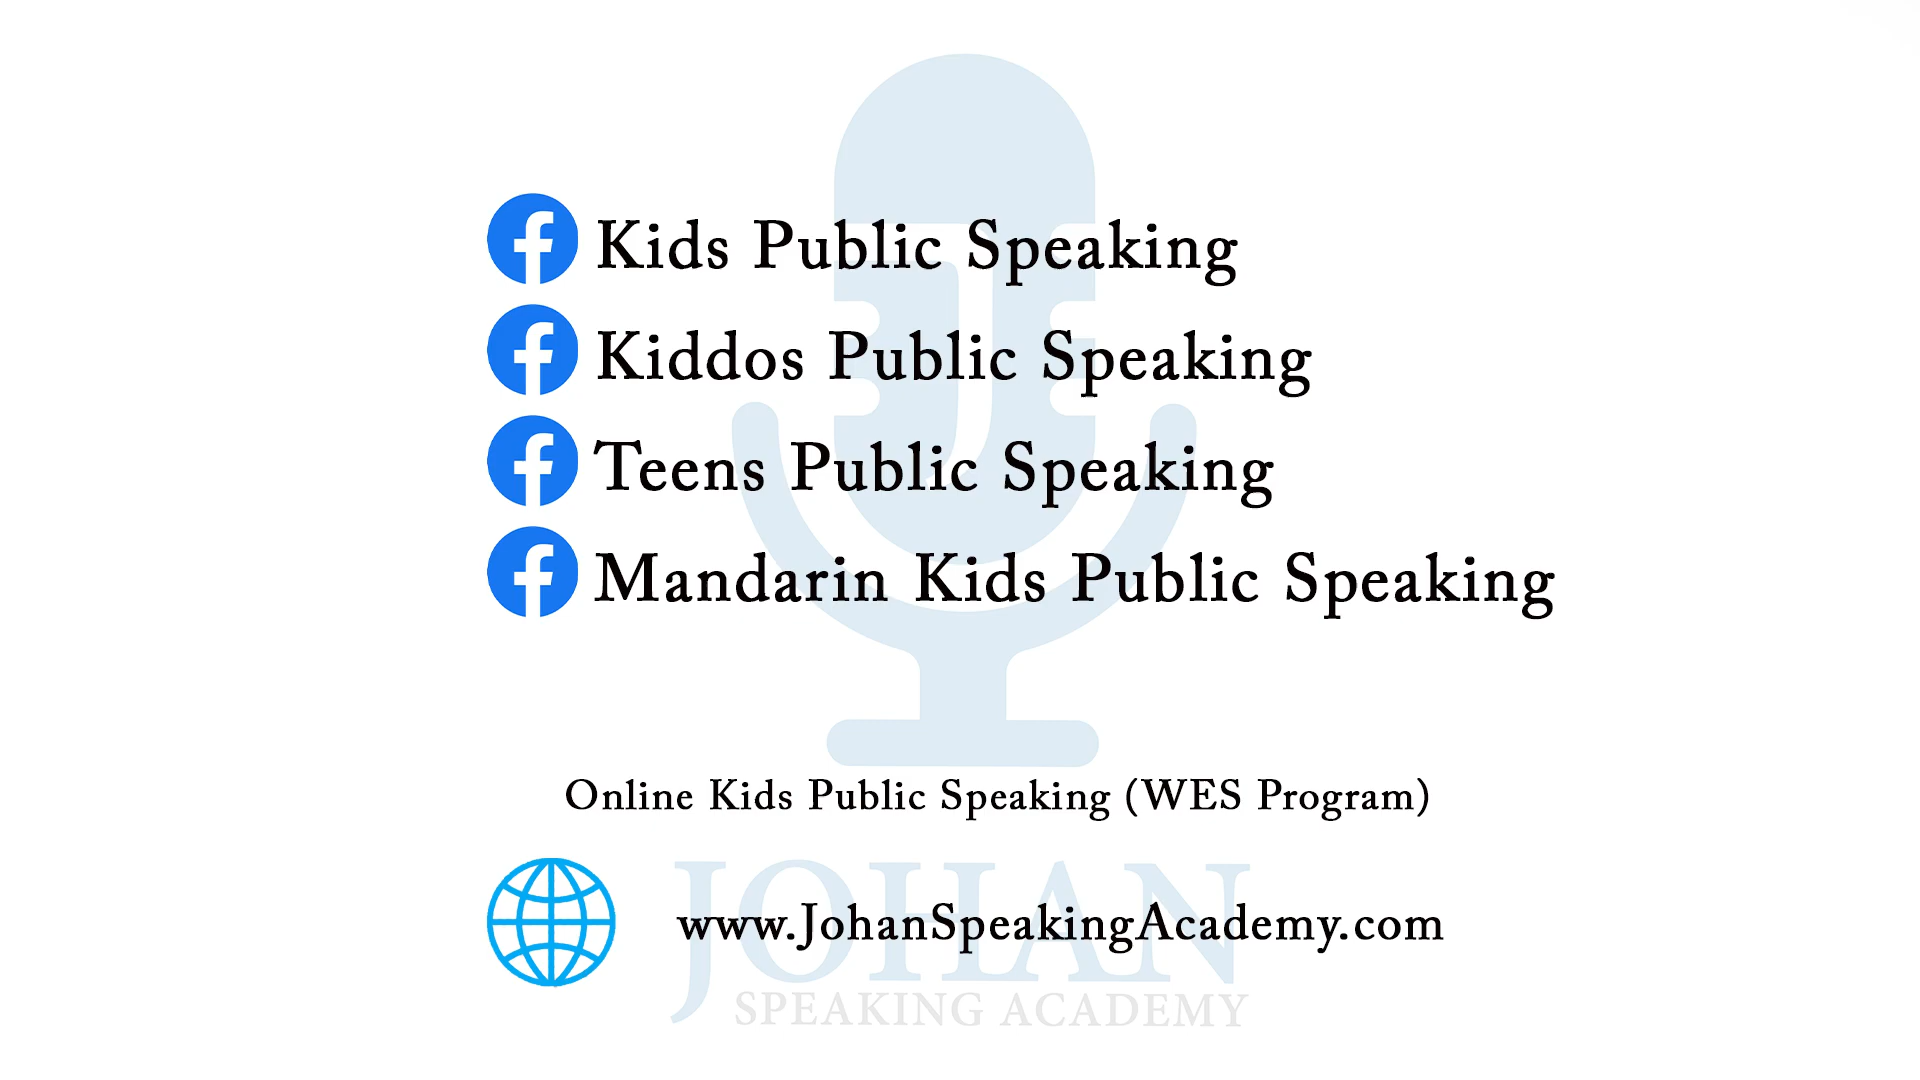 Kids Public Speaking
Kiddos Public Speaking
Teens Public Speaking
Mandarin Kids Public Speaking
Online Kids Public Speaking (WES Program)
www.JohanSpeakingAcademy.com
JOHAN
SPEAKING ACADEMY